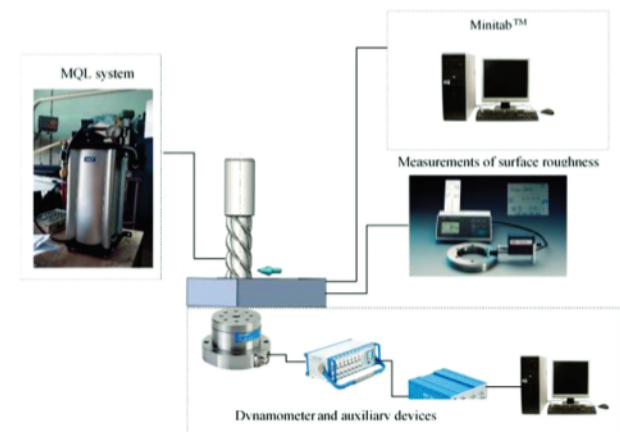 Minitab™
MQL system
Measurements of surface roughness
Dynamometer and auxiliary devices